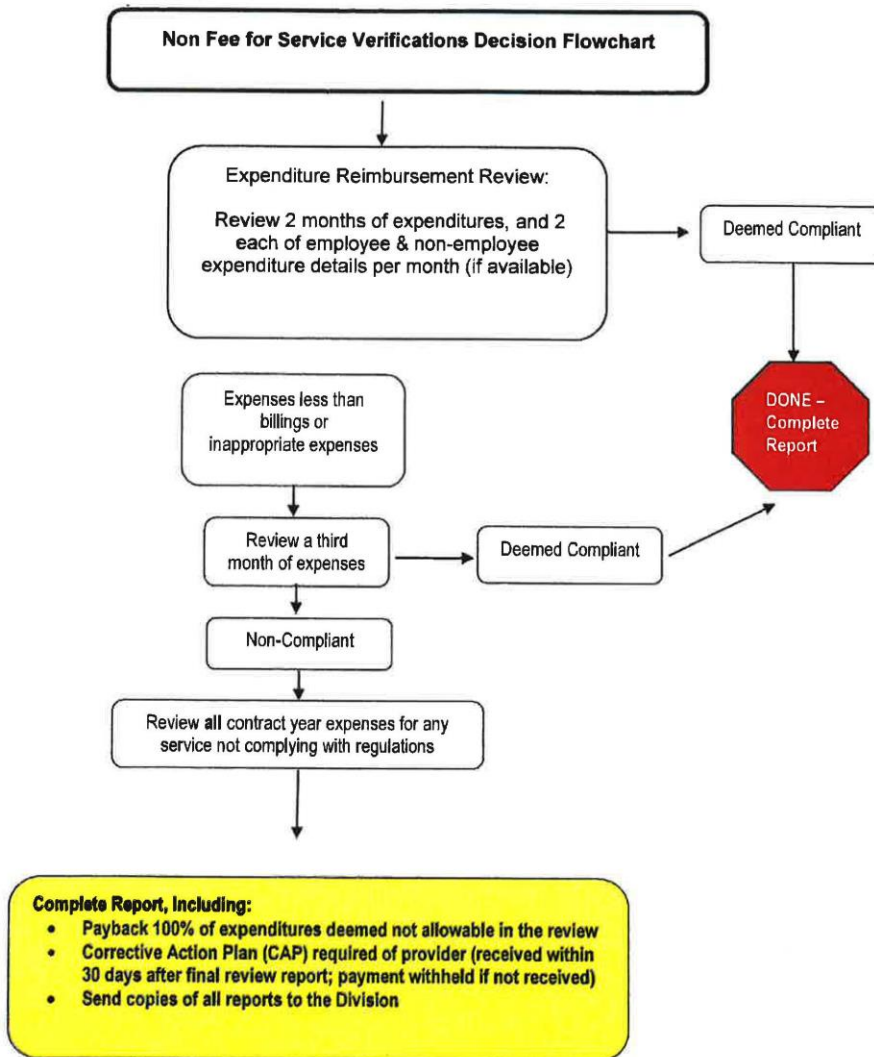 Non Fee for Service Verifications Decision Flowchart
Expenditure Reimbursement Review:
Review 2 months of expenditures, and 2
each of employee & non-employee
expenditure details per month (if available)
Deemed Compliant
DONE –
Complete
Report
Expenses less than
billings or
inappropriate expenses
Review a third
month of expenses
Deemed Compliant
Non-Compliant
Review all contract year expenses for any
service not complying with regulations
Complete Report, Including:
• Payback 100% of expenditures deemed not allowable in the review
• Corrective Action Plan (CAP) required of provider (received within
30 days after final review report; payment withheld if not received)
• Send copies of all reports to the Division